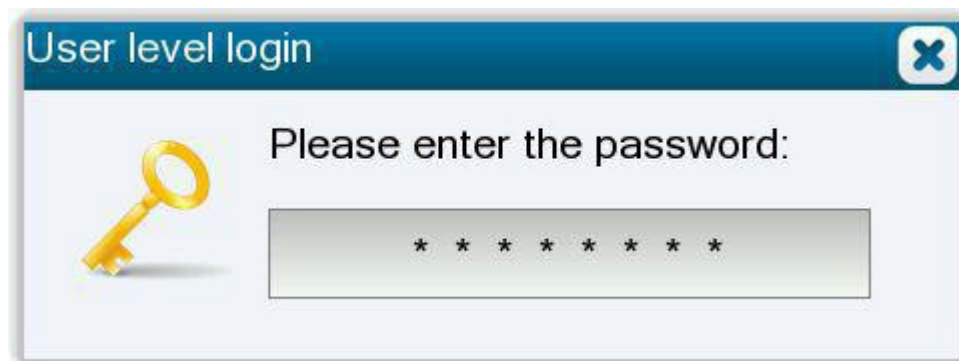 User level login
Please enter the password:
* * * * * * * *